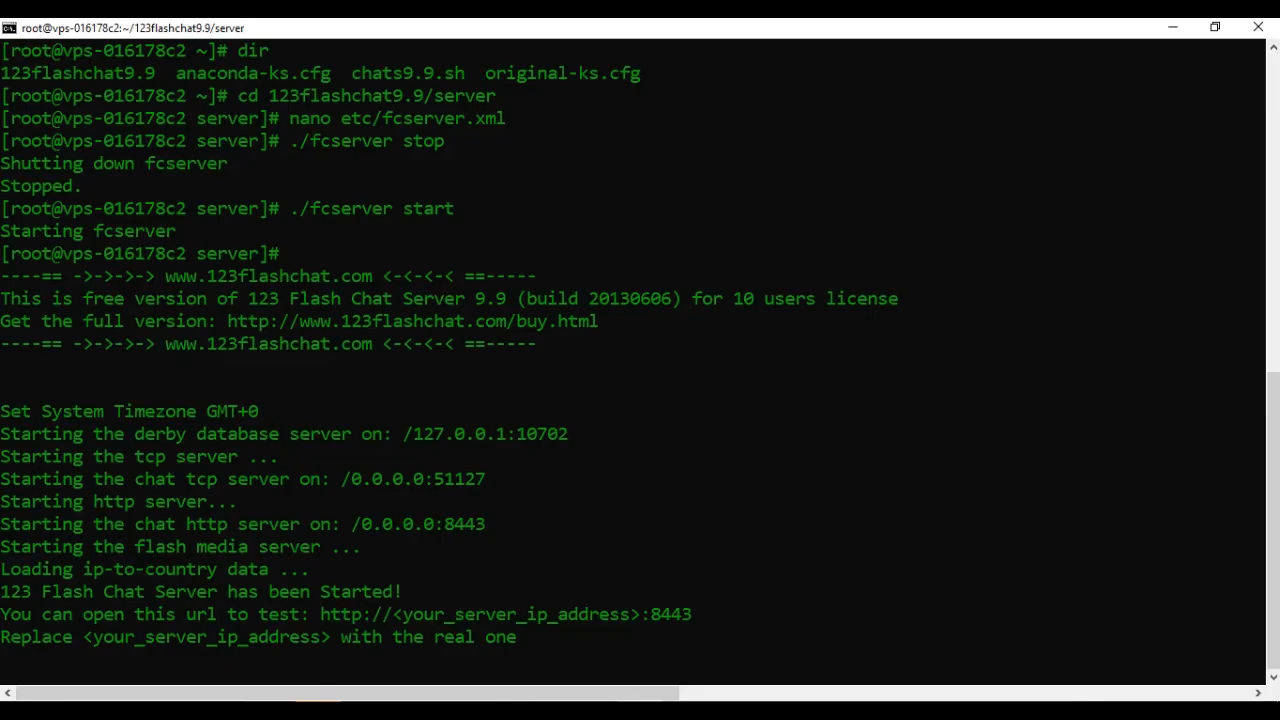 root@vps-016178c2:~/123flashchat9.9/server
[root@vps-016178c2 ~]# dir
123flashchat9.9  anaconda-ks.cfg  chats9.9.sh  original-ks.cfg
[root@vps-016178c2 ~]# cd 123flashchat9.9/server
[root@vps-016178c2 server]# nano etc/fcserver.xml
[root@vps-016178c2 server]# ./fcserver stop
Shutting down fcserver
Stopped.
[root@vps-016178c2 server]# ./fcserver start
Starting fcserver
[root@vps-016178c2 server]#
----== ->->->-> www.123flashchat.com <-<-<-< ==-----
This is free version of 123 Flash Chat Server 9.9 (build 20130606) for 10 users license
Get the full version: http://www.123flashchat.com/buy.html
----== ->->->-> www.123flashchat.com <-<-<-< ==-----
Set System Timezone GMT+0
Starting the derby database server on: /127.0.0.1:10702
Starting the tcp server ...
Starting the chat tcp server on: /0.0.0.0:51127
Starting http server...
Starting the chat http server on: /0.0.0.0:8443
Starting the flash media server ...
Loading ip-to-country data ...
123 Flash Chat Server has been Started!
You can open this url to test: http://<your_server_ip_address>:8443
Replace <your_server_ip_address> with the real one